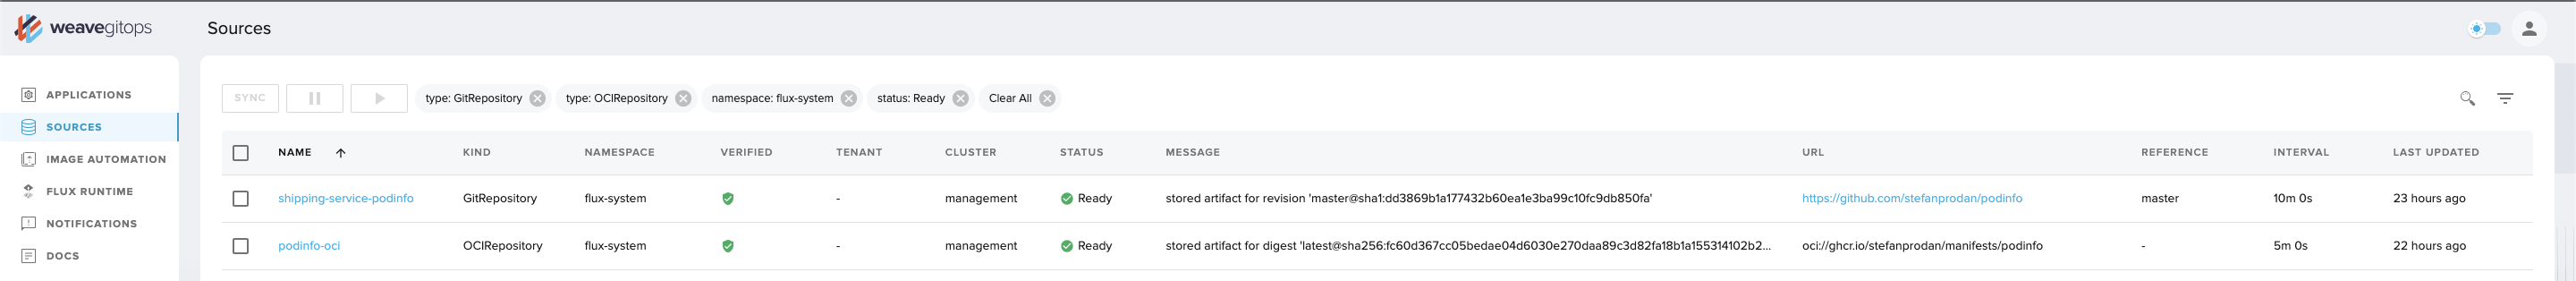 weavegitops
Sources
APPLICATIONS
SOURCES
IMAGE AUTOMATION
FLUX RUNTIME
NOTIFICATIONS
DOCS
SYNC
type: GitRepository
type: OCIRepository
namespace: flux-system
status: Ready
Clear All
NAME KIND NAMESPACE VERIFIED TENANT CLUSTER STATUS MESSAGE URL REFERENCE INTERVAL LAST UPDATED
shipping-service-podinfo GitRepository flux-system - management Ready stored artifact for revision 'master@sha1:dd3869b1a177432b60ea1e3ba99c10fc9db850fa' https://github.com/stefanprodan/podinfo master 10m 0s 23 hours ago
podinfo-oci OCIRepository flux-system - management Ready stored artifact for digest 'latest@sha256:fc60d367cc05bedae04d6030e270daa89c3d82fa18b1a155314102b2... oci://ghcr.io/stefanprodan/manifests/podinfo - 5m 0s 22 hours ago